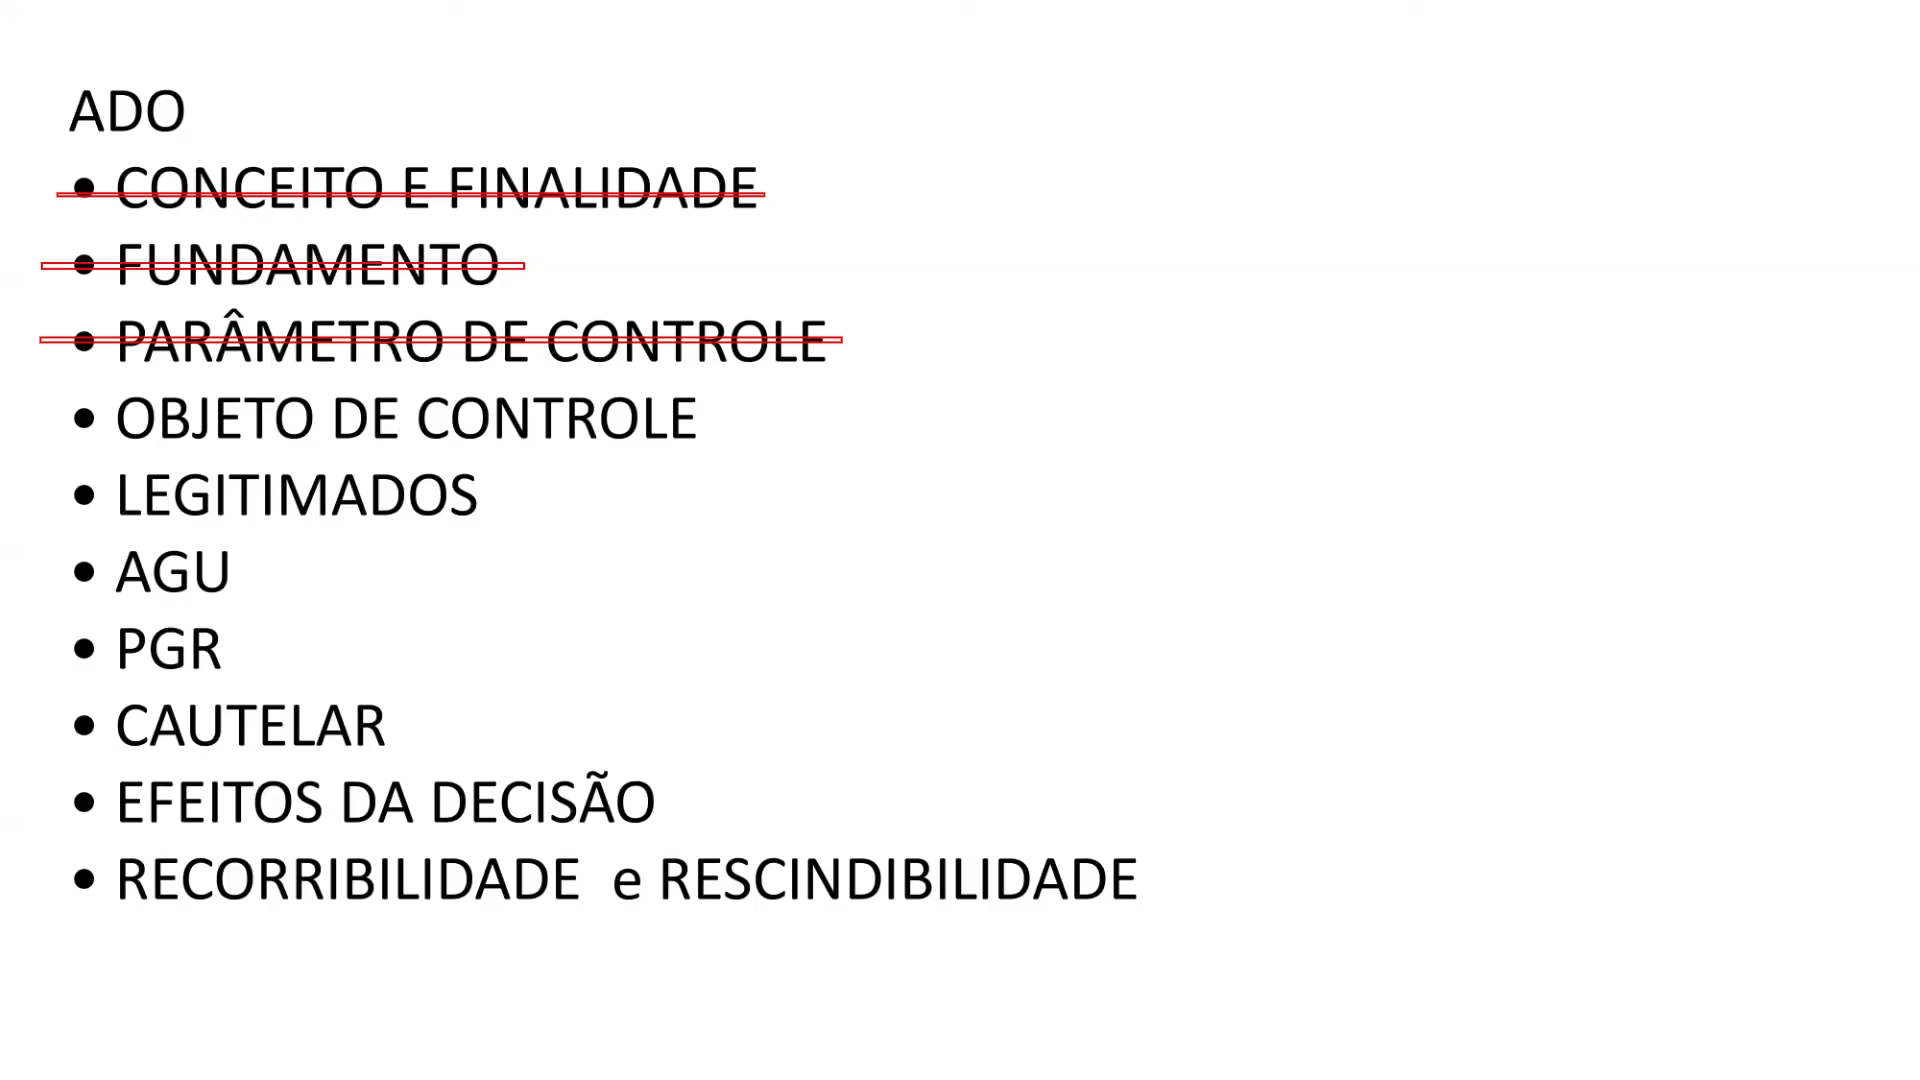 ADO
• CONCEITO E FINALIDADE
• FUNDAMENTO
• PARÂMETRO DE CONTROLE
• OBJETO DE CONTROLE
• LEGITIMADOS
• AGU
• PGR
• CAUTELAR
• EFEITOS DA DECISÃO
• RECORRIBILIDADE e RESCINDIBILIDADE